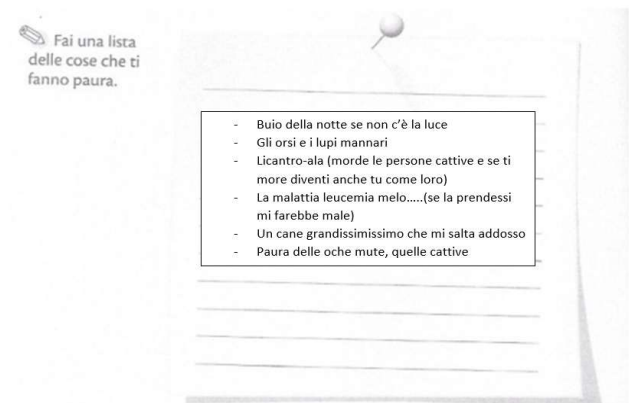 Fai una lista
delle cose che ti
fanno paura.
- Buio della notte se non c'è la luce
- Gli orsi e i lupi mannari
- Licantro-ala (morde le persone cattive e se ti
more diventi anche tu come loro)
- La malattia leucemia melo.....(se la prendessi
mi farebbe male)
- Un cane grandissimissimo che mi salta addosso
- Paura delle oche mute, quelle cattive